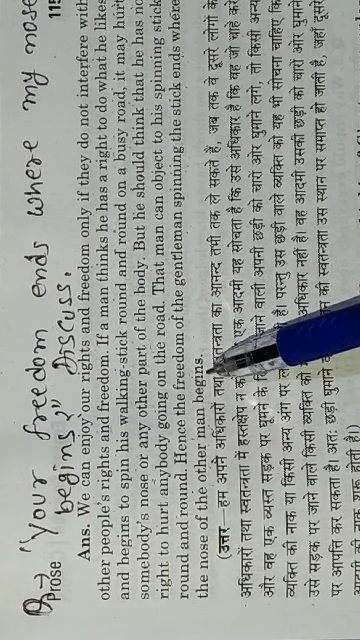 Q→ "Your freedom ends where my nose
begins." Discuss.
Prose
115
Ans. We can enjoy our rights and freedom only if they do not interfere with
other people's rights and freedom. If a man thinks he has a right to do what he likes
and begins to spin his walking-stick round and round on a busy road, it may hurt
somebody's nose or any other part of the body. But he should think that he has no
right to hurt anybody going on the road. That man can object to his spinning stick
round and round. Hence the freedom of the gentleman spinning the stick ends where
the nose of the other man begins.
(उत्तर—हम अपने अधिकारों तथा स्वतन्त्रता का आनन्द तभी तक ले सकते हैं, जब तक वे दूसरे लोगों के
अधिकारों तथा स्वतन्त्रता में हस्तक्षेप न करें। एक आदमी यह सोचता है कि उसे अधिकार है कि वह जो चाहे करे
और वह एक व्यस्त सड़क पर घूमने के लि जाने वाली अपनी छड़ी को चारों ओर घुमाने लगे, तो किसी अन्य
व्यक्ति की नाक या किसी अन्य अंग पर ल है। परन्तु उस छड़ी वाले व्यक्ति को यह भी सोचना चाहिए कि
उसे सड़क पर जाने वाले किसी व्यक्ति को अधिकार नहीं है। वह आदमी उसकी छड़ी को चारों ओर घुमाने
पर आपत्ति कर सकता है। अतः छड़ी घुमाने की स्वतन्त्रता उस स्थान पर समाप्त हो जाती है, जहाँ दूसरे
आदमी की नाक शुरू होती है।)